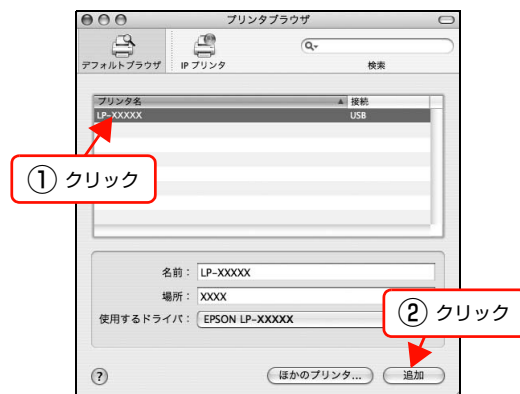 プリンタブラウザ
デフォルトブラウザ
IP プリンタ
Q
検索
プリンタ名 接続
LP-XXXXX USB
① クリック
名前： LP-XXXXX
場所： XXXX
使用するドライバ： EPSON LP-XXXXX
② クリック
?
ほかのプリンタ... 追加